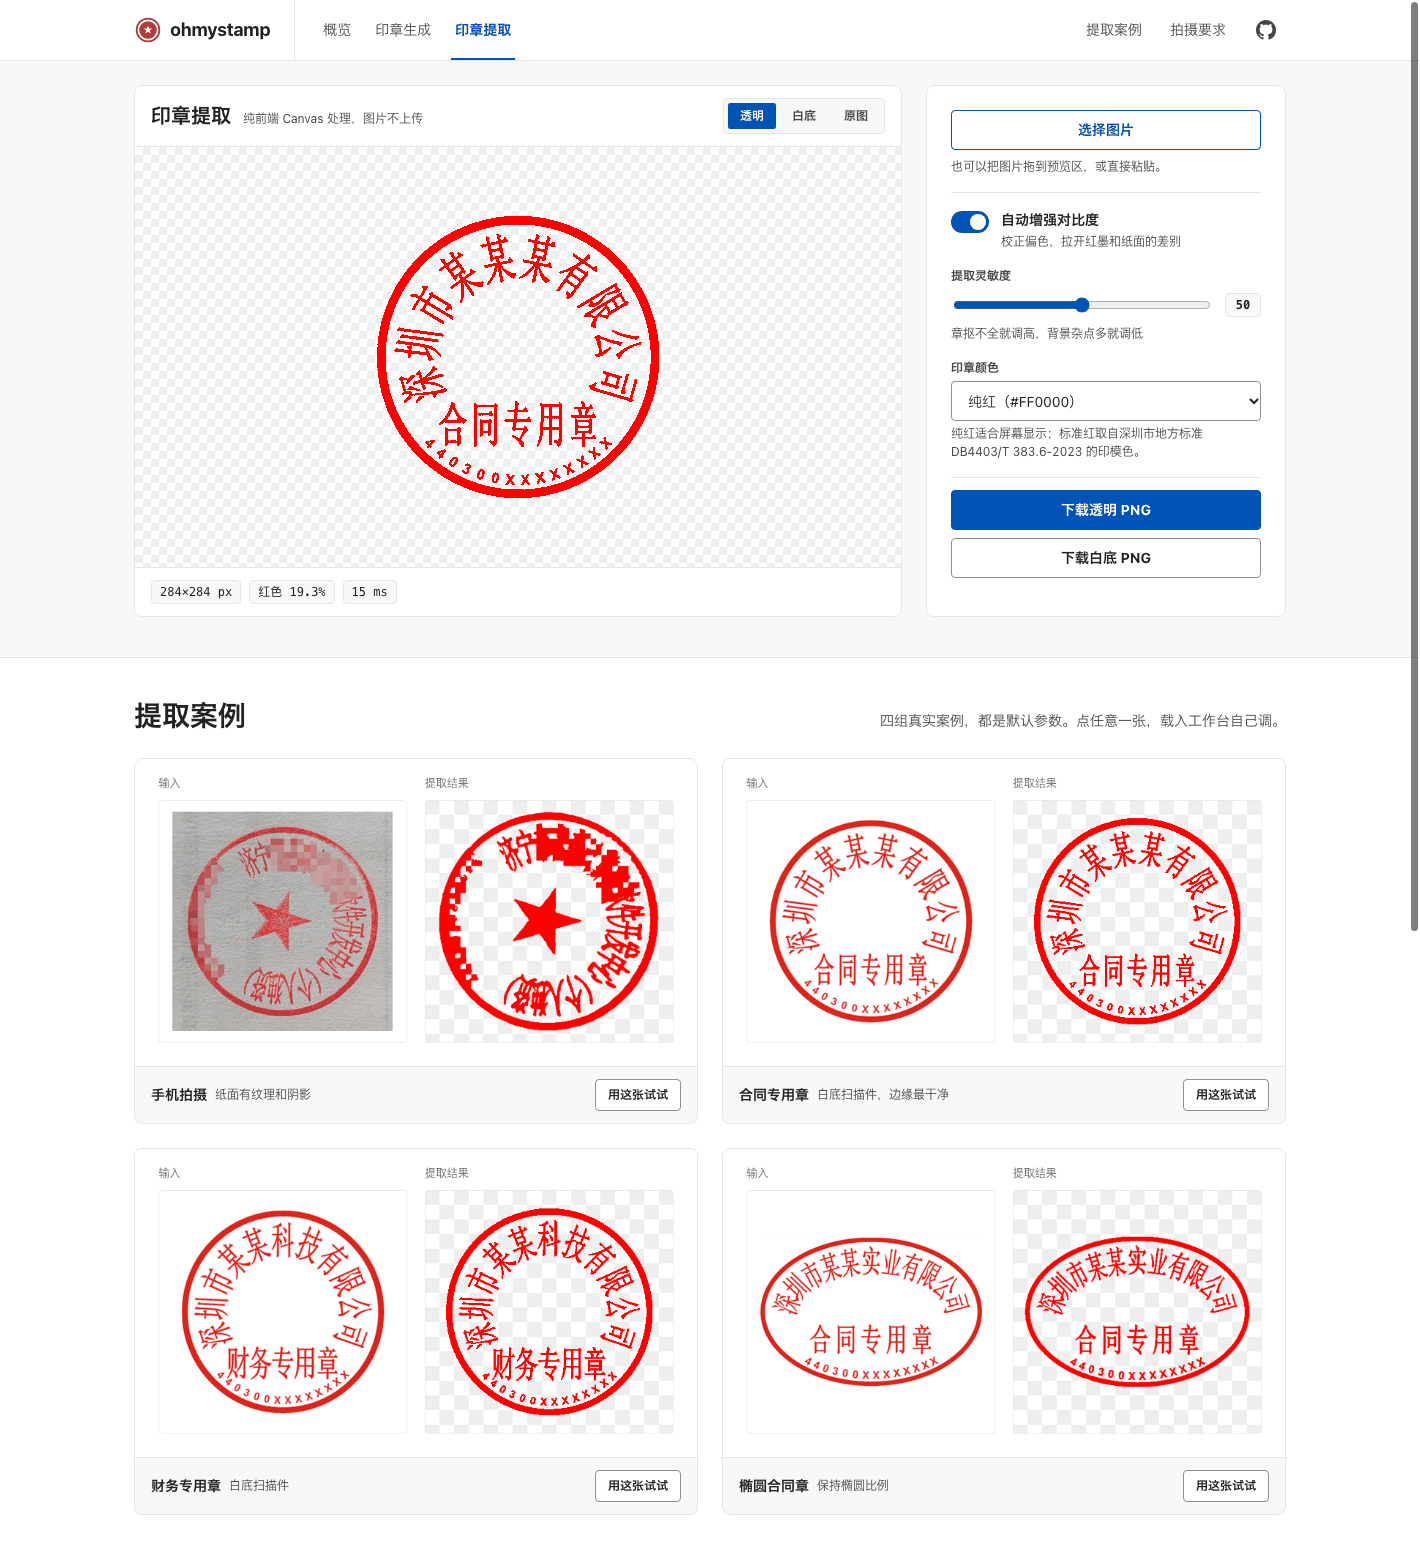 ohmystamp
概览
印章生成
印章提取
提取案例
拍摄要求
印章提取
纯前端 Canvas 处理，图片不上传
透明
白底
原图
深圳市某某某有限公司
合同专用章
440300XXXXXXXX
284×284 px
红色 19.3%
15 ms
选择图片
也可以把图片拖到预览区，或直接粘贴。
自动增强对比度
校正偏色，拉开红墨和纸面的差别
提取灵敏度
50
章抠不全就调高，背景杂点多就调低
印章颜色
纯红（#FF0000）
纯红适合屏幕显示；标准红取自深圳市地方标准
DB4403/T 383.6-2023 的印模色。
下载透明 PNG
下载白底 PNG
提取案例
四组真实案例，都是默认参数。点任意一张，载入工作台自己调。
输入
提取结果
济宁
济宁
手机拍摄
纸面有纹理和阴影
用这张试试
输入
提取结果
深圳市某某某有限公司
合同专用章
440300XXXXXXXX
深圳市某某某有限公司
合同专用章
440300XXXXXXXX
合同专用章
白底扫描件，边缘最干净
用这张试试
输入
提取结果
深圳市某某科技有限公司
财务专用章
440300XXXXXXXX
深圳市某某科技有限公司
财务专用章
440300XXXXXXXX
财务专用章
白底扫描件
用这张试试
输入
提取结果
深圳市某某实业有限公司
合同专用章
440300XXXXXXXX
深圳市某某实业有限公司
合同专用章
440300XXXXXXXX
椭圆合同章
保持椭圆比例
用这张试试